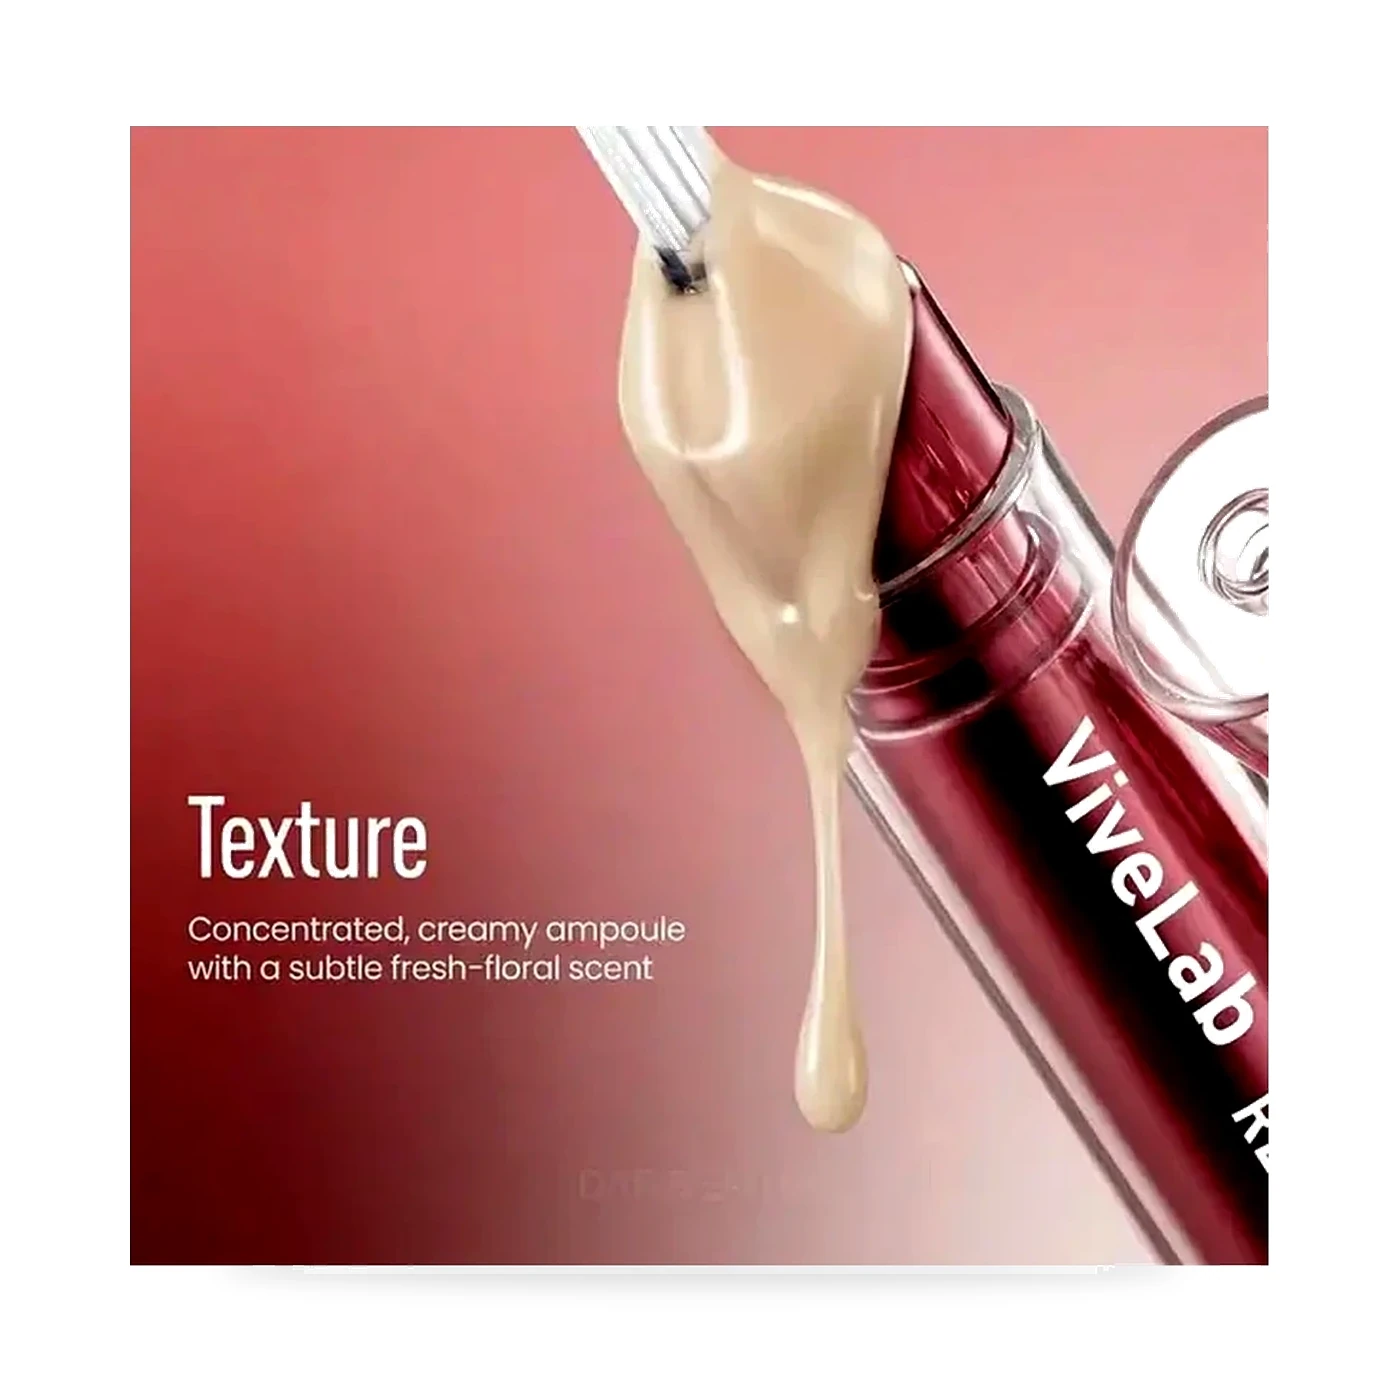 Texture
Concentrated, creamy ampoule
with a subtle fresh-floral scent
ViveLab